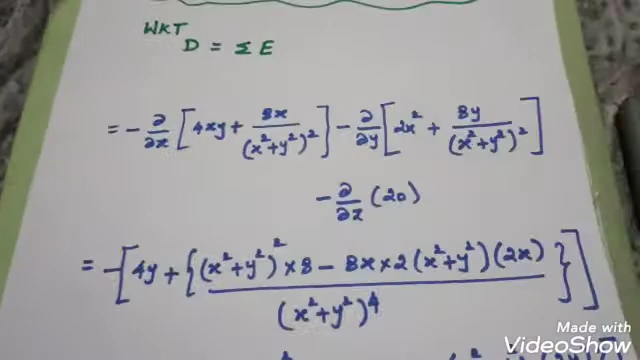 WKT
D = Σ E
= - ∂/∂x [4xy + 8x/(x²+y²)²] - ∂/∂y [2x² + 8y/(x²+y²)²]
- ∂/∂z (20)
= -[4y + {(x²+y²)² × 8 - 8x × 2(x²+y²)(2x)/(x²+y²)⁴}]
Made with
VideoShow